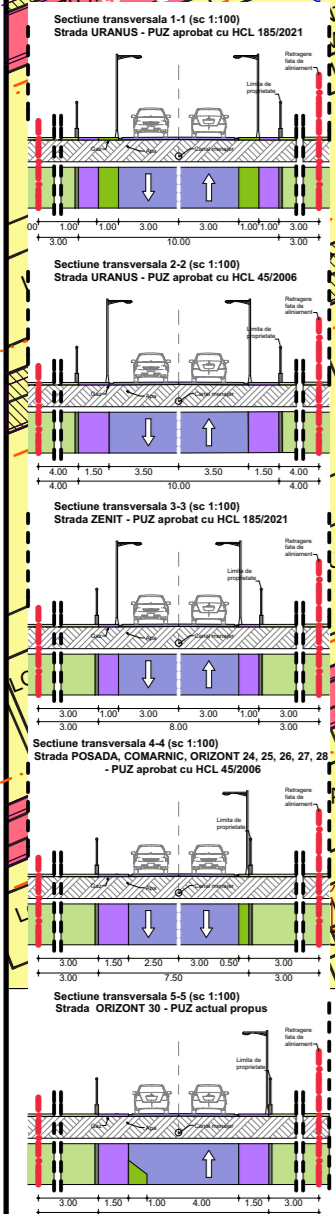 Sectiune transversala 1-1 (sc 1:100)
Strada URANUS - PUZ aprobat cu HCL 185/2021
Retragere
fata de
aliniament
Limita de
proprietate
Gaz
Apa
Canal menajer
00 1.00 1.00 3.00 3.00 1.00 1.00 3.00
3.00 10.00 3.00
Sectiune transversala 2-2 (sc 1:100)
Strada URANUS - PUZ aprobat cu HCL 45/2006
Retragere
fata de
aliniament
Limita de
proprietate
Gaz
Apa
Canal menajer
4.00 1.50 3.50 3.50 1.50 4.00
4.00 10.00 4.00
Sectiune transversala 3-3 (sc 1:100)
Strada ZENIT - PUZ aprobat cu HCL 185/2021
Retragere
fata de
aliniament
Limita de
proprietate
Gaz
Apa
Canal menajer
3.00 1.00 3.00 3.00 1.00 3.00
3.00 8.00 3.00
Sectiune transversala 4-4 (sc 1:100)
Strada POSADA, COMARNIC, ORIZONT 24, 25, 26, 27, 28
- PUZ aprobat cu HCL 45/2006
Retragere
fata de
aliniament
Limita de
proprietate
Gaz
Apa
Canal menajer
3.00 1.50 2.50 3.00 0.50 3.00
3.00 7.50 3.00
Sectiune transversala 5-5 (sc 1:100)
Strada ORIZONT 30 - PUZ actual propus
Retragere
fata de
aliniament
Limita de
proprietate
Gaz
Apa
Canal menajer
3.00 1.50 1.00 4.00 1.50 3.00